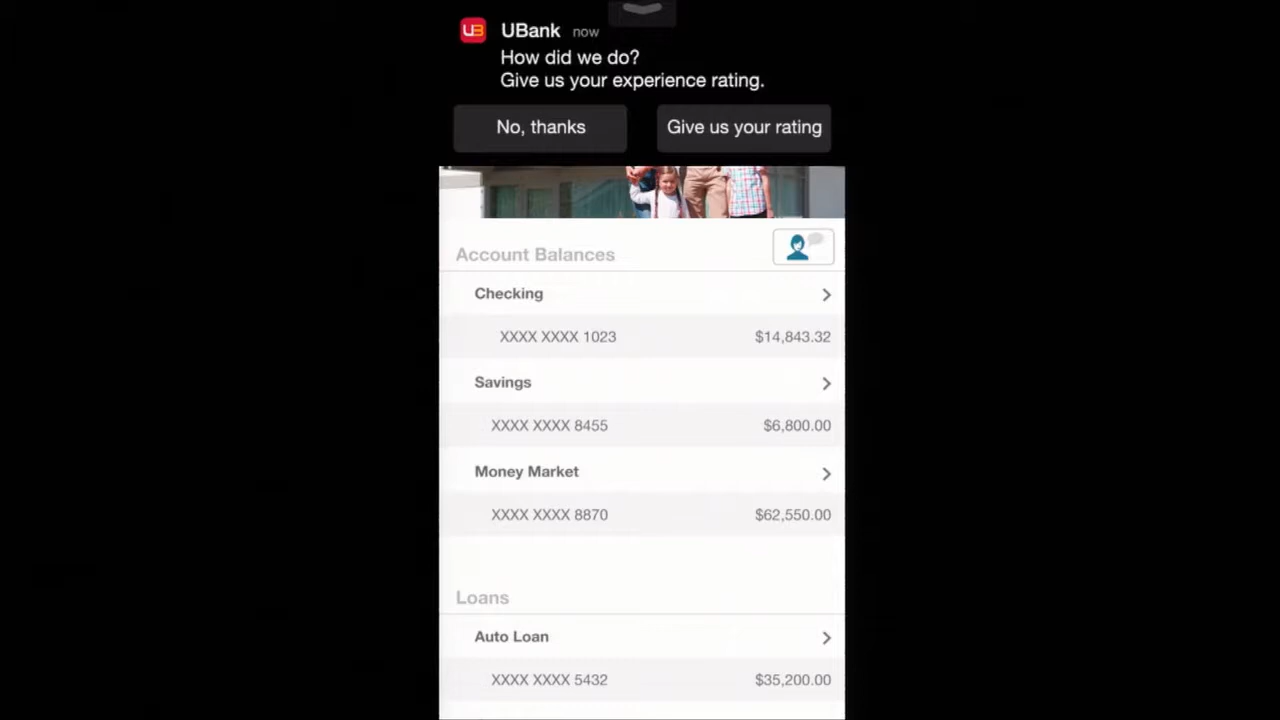 UB UBank now
How did we do?
Give us your experience rating.
No, thanks Give us your rating
Account Balances
Checking
XXXX XXXX 1023 $14,843.32
Savings
XXXX XXXX 8455 $6,800.00
Money Market
XXXX XXXX 8870 $62,550.00
Loans
Auto Loan
XXXX XXXX 5432 $35,200.00